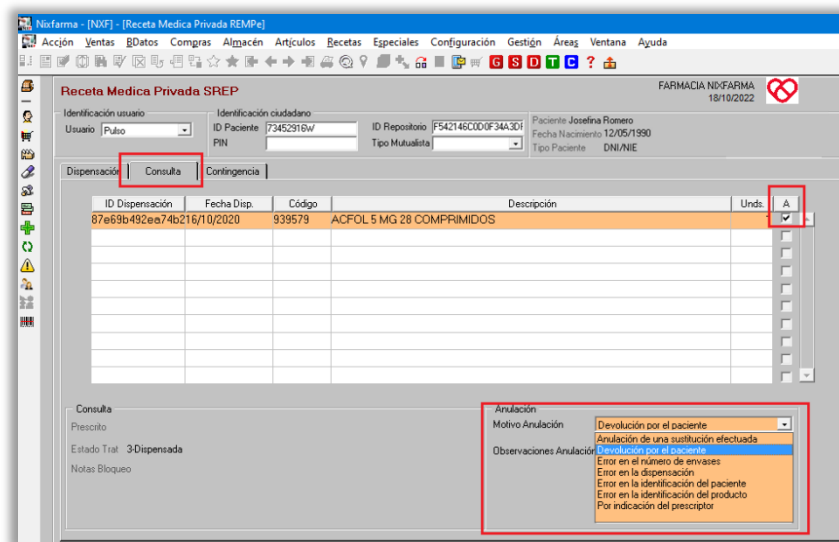 Nixfarma - [NXF] - [Receta Medica Privada REMPe]
Acción Ventas BDatos Compras Almacén Artículos Recetas Especiales Configuración Gestión Áreas Ventana Ayuda
G S D T C ?
Receta Medica Privada SREP
FARMACIA NIXFARMA
18/10/2022
Identificación usuario
Usuario Pulso
Identificación ciudadano
ID Paciente 73452916W
PIN
ID Repositorio F542146C0D0F34A3DF
Tipo Mutualista
Paciente Josefina Romero
Fecha Nacimiento 12/05/1990
Tipo Paciente DNI/NIE
Dispensación Consulta Contingencia
ID Dispensación Fecha Disp. Código Descripción Unds. A
87e69b492ea74b216/10/2020 939579 ACFOL 5 MG 28 COMPRIMIDOS
Consulta
Prescrito
Estado Trat 3-Dispensada
Notas Bloqueo
Anulación
Motivo Anulación Devolución por el paciente
Observaciones Anulación
Anulación de una sustitución efectuada
Devolución por el paciente
Error en el número de envases
Error en la dispensación
Error en la identificación del paciente
Error en la identificación del producto
Por indicación del prescriptor